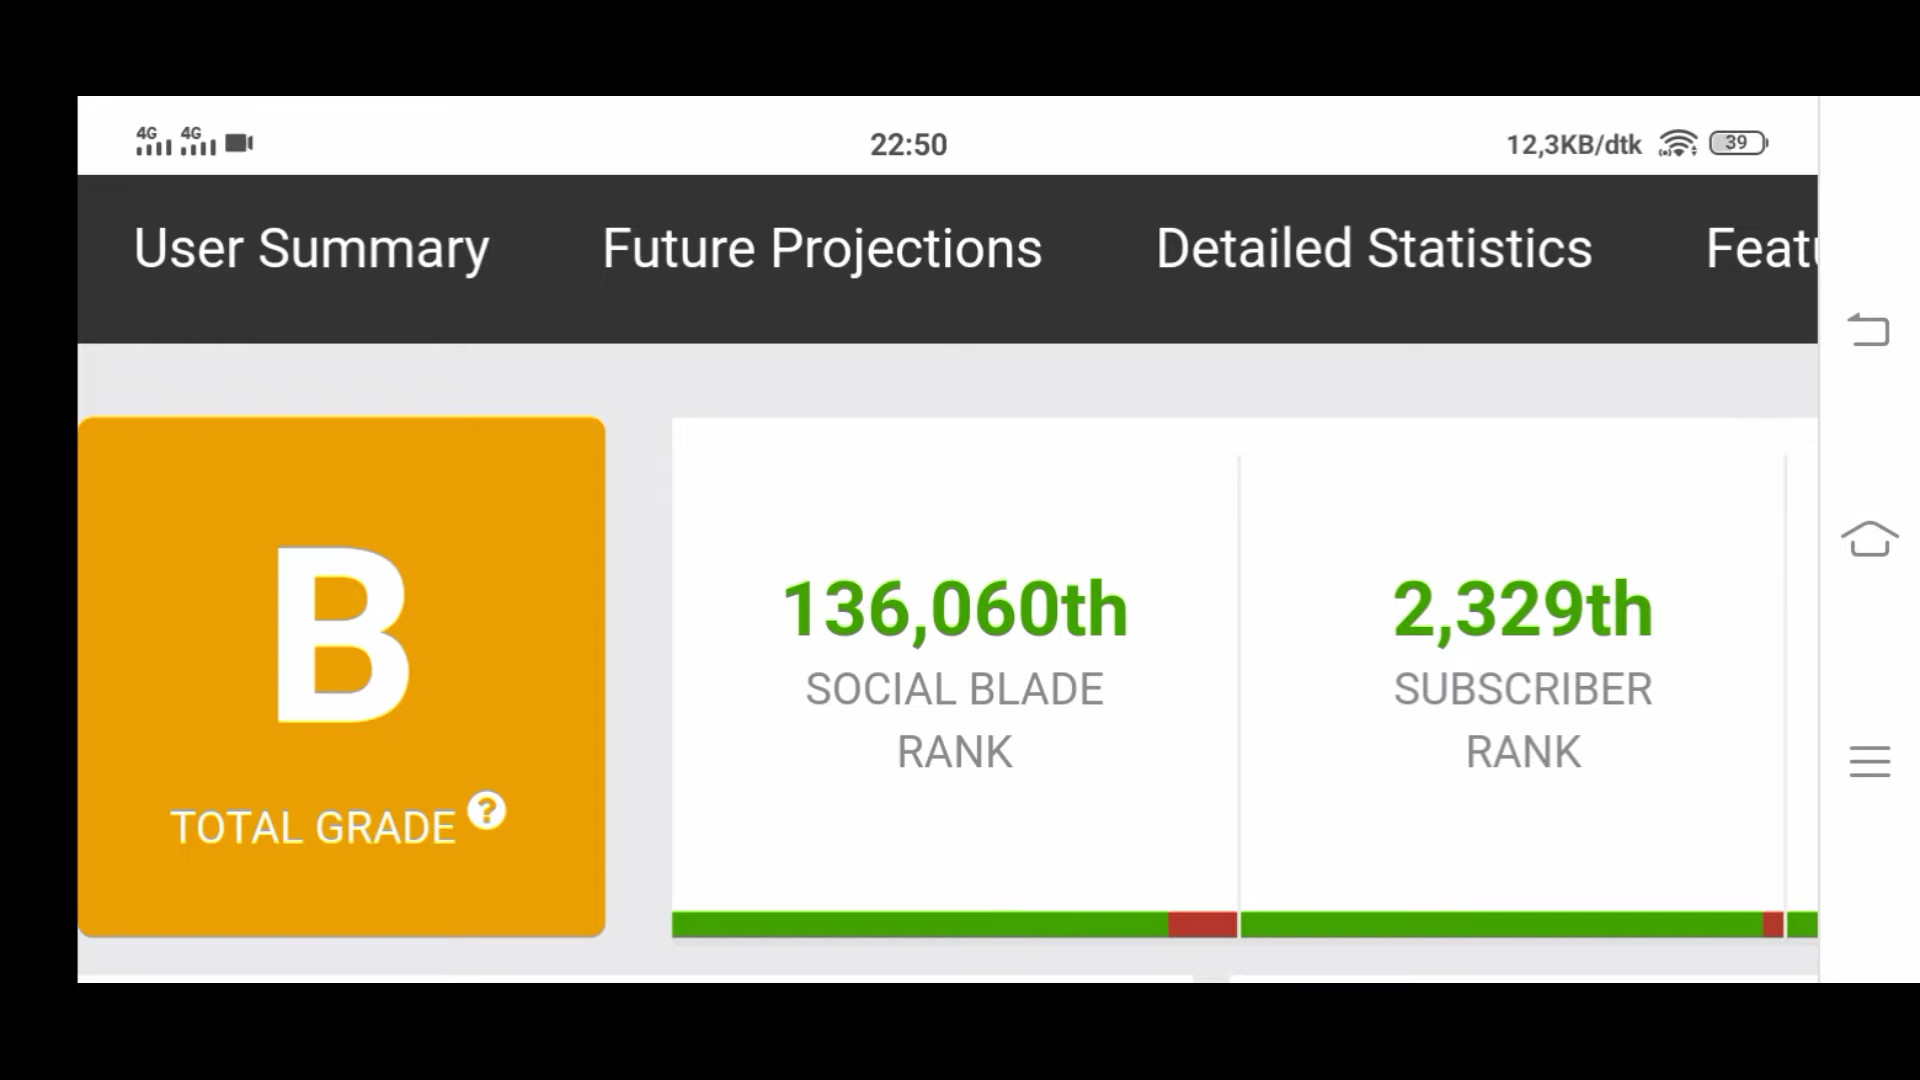 4G 4G 22:50 12,3KB/dtk 39
User Summary Future Projections Detailed Statistics Featu
B
TOTAL GRADE ?
136,060th
SOCIAL BLADE
RANK
2,329th
SUBSCRIBER
RANK